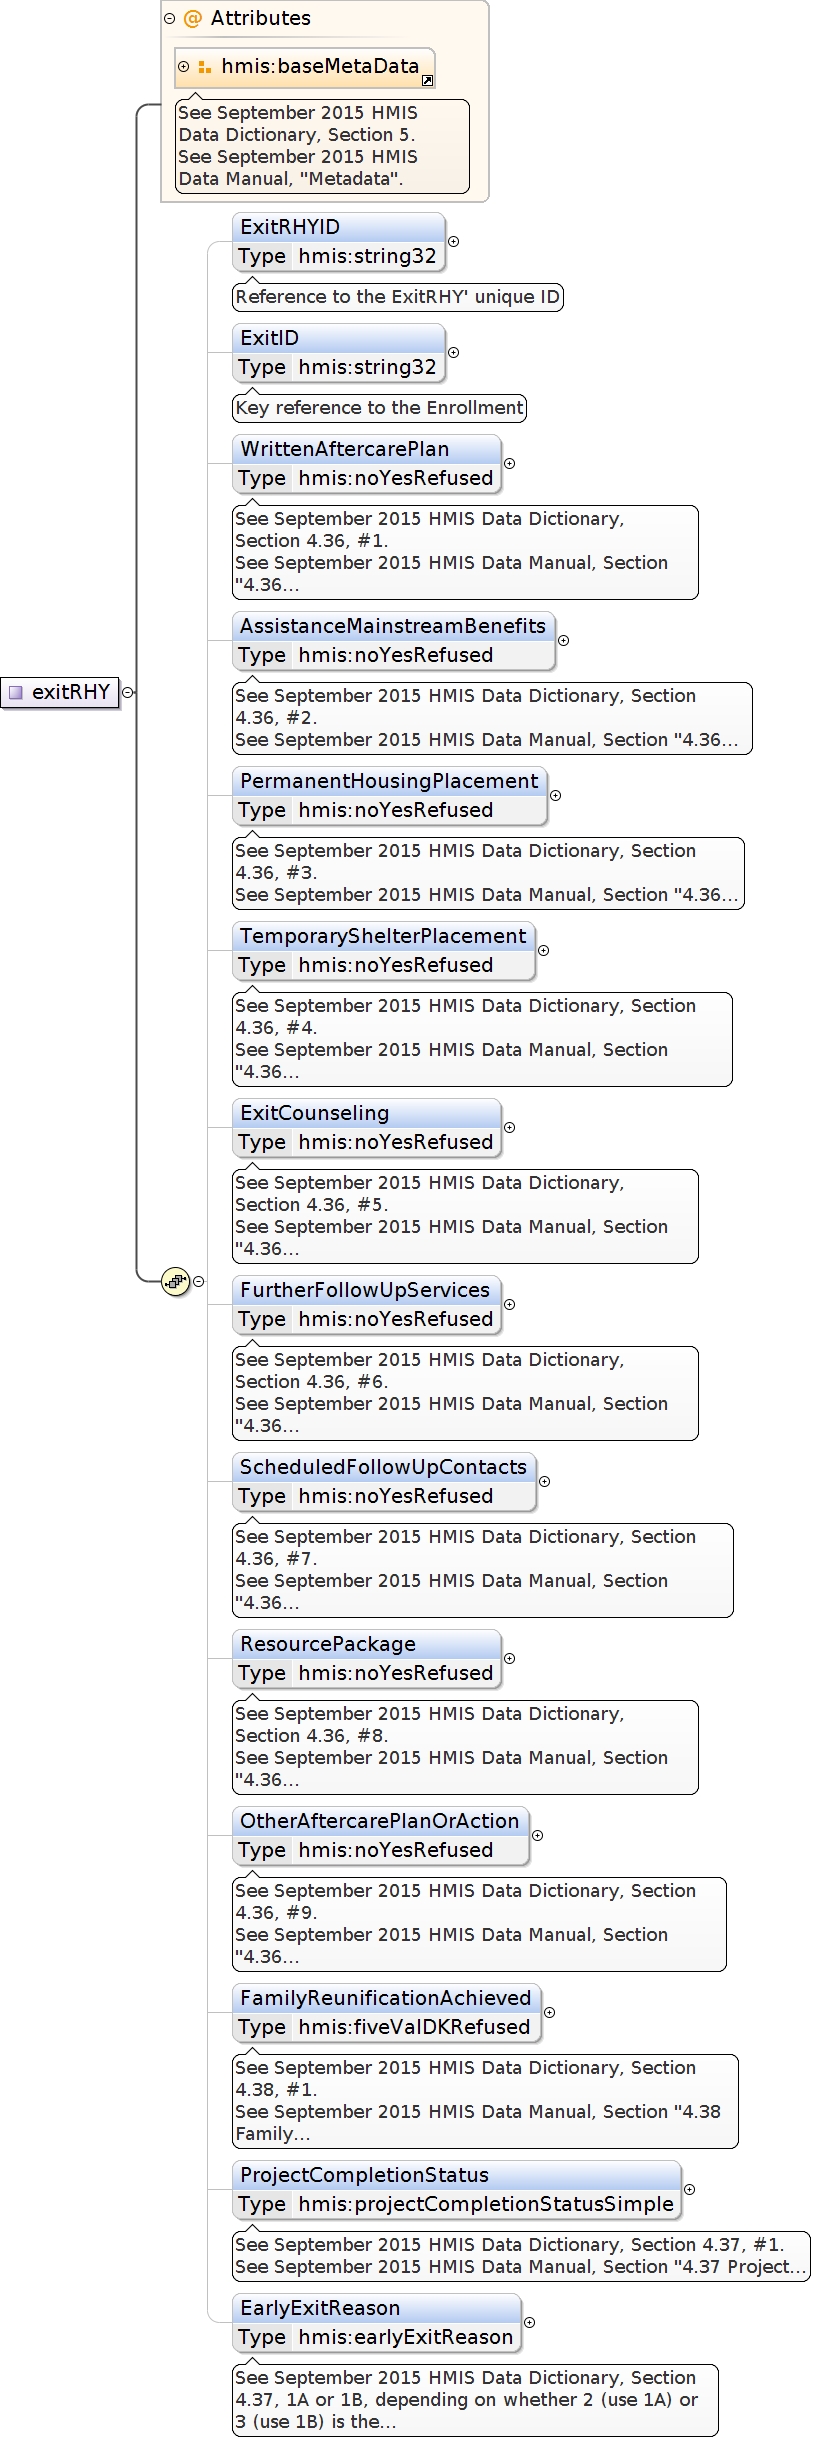 @ Attributes
hmis:baseMetaData
See September 2015 HMIS
Data Dictionary, Section 5.
See September 2015 HMIS
Data Manual, "Metadata".
ExitRHYID
Type hmis:string32
Reference to the ExitRHY' unique ID
ExitID
Type hmis:string32
Key reference to the Enrollment
WrittenAftercarePlan
Type hmis:noYesRefused
See September 2015 HMIS Data Dictionary,
Section 4.36, #1.
See September 2015 HMIS Data Manual, Section
"4.36...
AssistanceMainstreamBenefits
Type hmis:noYesRefused
exitRHY
See September 2015 HMIS Data Dictionary, Section
4.36, #2.
See September 2015 HMIS Data Manual, Section "4.36...
PermanentHousingPlacement
Type hmis:noYesRefused
See September 2015 HMIS Data Dictionary, Section
4.36, #3.
See September 2015 HMIS Data Manual, Section "4.36...
TemporaryShelterPlacement
Type hmis:noYesRefused
See September 2015 HMIS Data Dictionary, Section
4.36, #4.
See September 2015 HMIS Data Manual, Section
"4.36...
ExitCounseling
Type hmis:noYesRefused
See September 2015 HMIS Data Dictionary,
Section 4.36, #5.
See September 2015 HMIS Data Manual, Section
"4.36...
FurtherFollowUpServices
Type hmis:noYesRefused
See September 2015 HMIS Data Dictionary,
Section 4.36, #6.
See September 2015 HMIS Data Manual, Section
"4.36...
ScheduledFollowUpContacts
Type hmis:noYesRefused
See September 2015 HMIS Data Dictionary, Section
4.36, #7.
See September 2015 HMIS Data Manual, Section
"4.36...
ResourcePackage
Type hmis:noYesRefused
See September 2015 HMIS Data Dictionary,
Section 4.36, #8.
See September 2015 HMIS Data Manual, Section
"4.36...
OtherAftercarePlanOrAction
Type hmis:noYesRefused
See September 2015 HMIS Data Dictionary, Section
4.36, #9.
See September 2015 HMIS Data Manual, Section
"4.36...
FamilyReunificationAchieved
Type hmis:fiveValDKRefused
See September 2015 HMIS Data Dictionary, Section
4.38, #1.
See September 2015 HMIS Data Manual, Section "4.38
Family...
ProjectCompletionStatus
Type hmis:projectCompletionStatusSimple
See September 2015 HMIS Data Dictionary, Section 4.37, #1.
See September 2015 HMIS Data Manual, Section "4.37 Project...
EarlyExitReason
Type hmis:earlyExitReason
See September 2015 HMIS Data Dictionary, Section
4.37, 1A or 1B, depending on whether 2 (use 1A) or
3 (use 1B) is the...